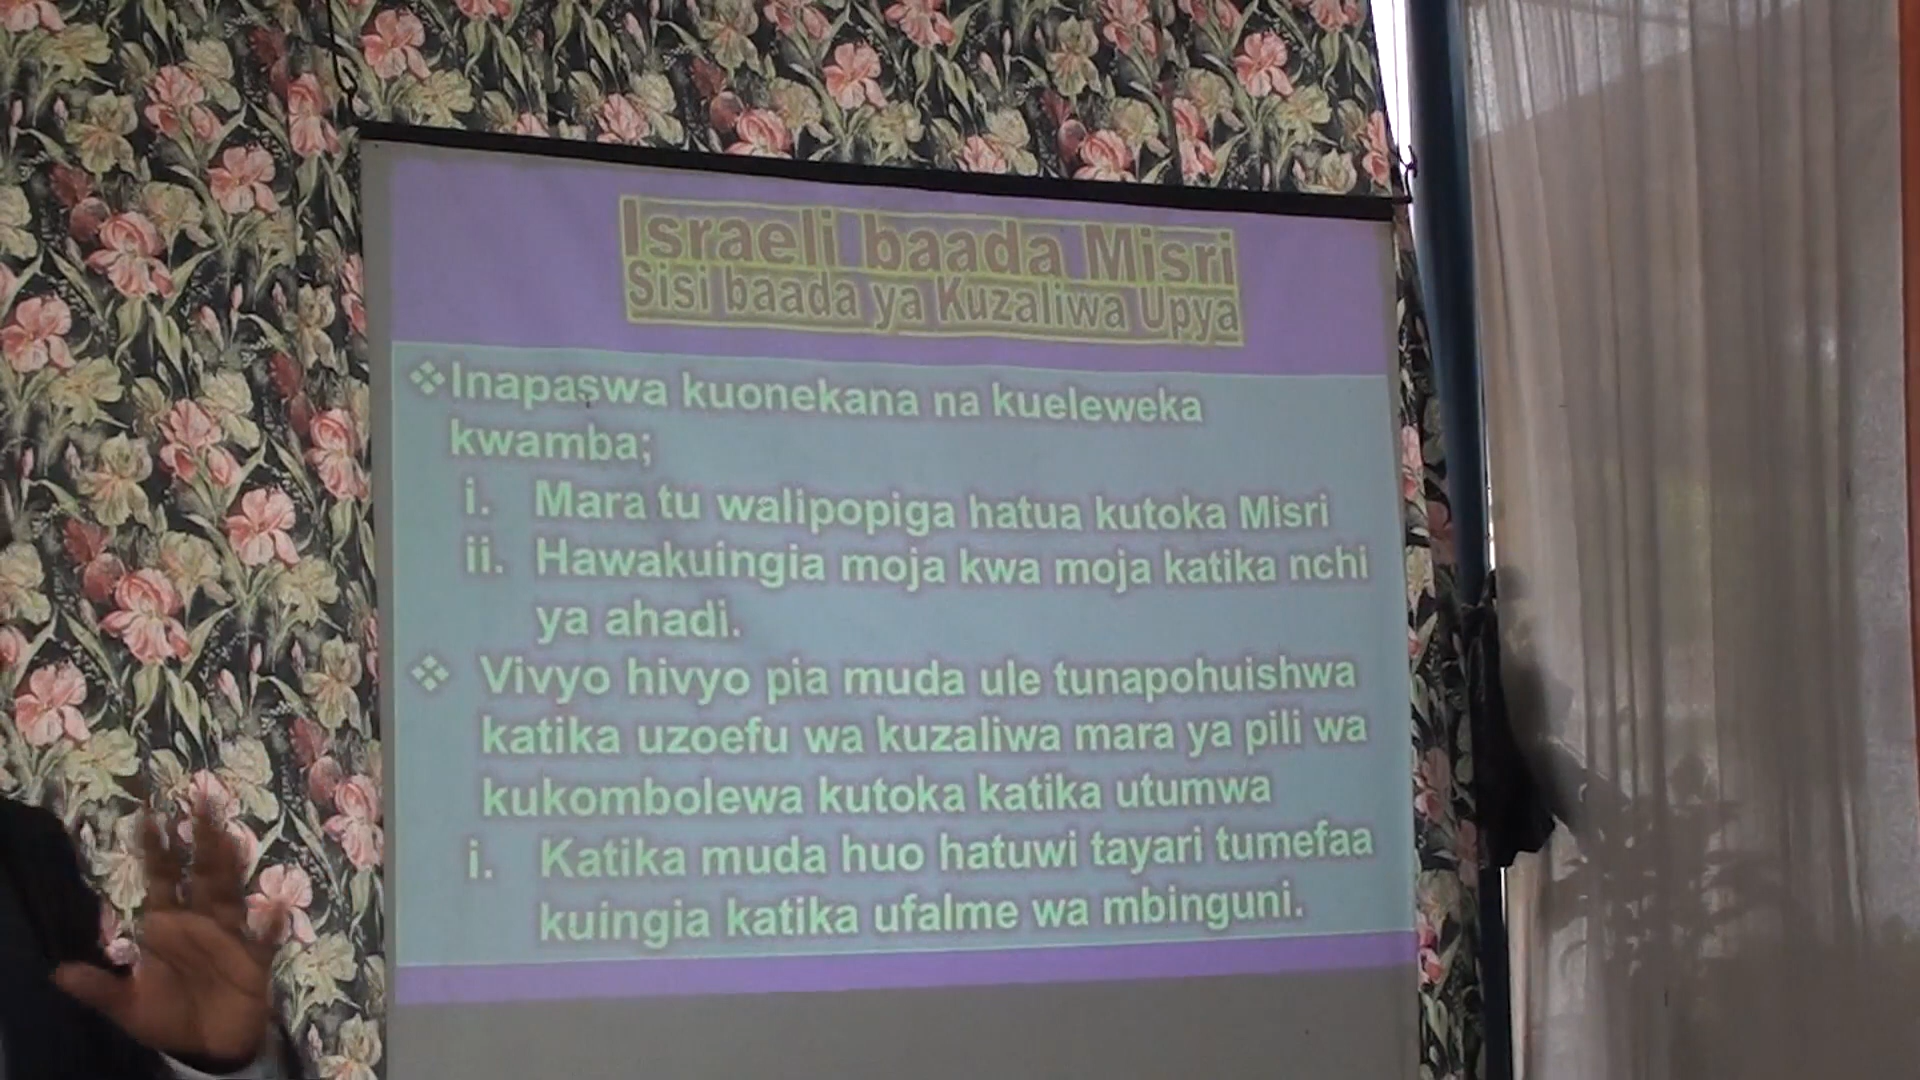 Israeli baada Misri
Sisi baada ya Kuzaliwa Upya
❖Inapaswa kuonekana na kueleweka
kwamba;
i. Mara tu walipopiga hatua kutoka Misri
ii. Hawakuingia moja kwa moja katika nchi
ya ahadi.
❖ Vivyo hivyo pia muda ule tunapohuishwa
katika uzoefu wa kuzaliwa mara ya pili wa
kukombolewa kutoka katika utumwa
i. Katika muda huo hatuwi tayari tumefaa
kuingia katika ufalme wa mbinguni.